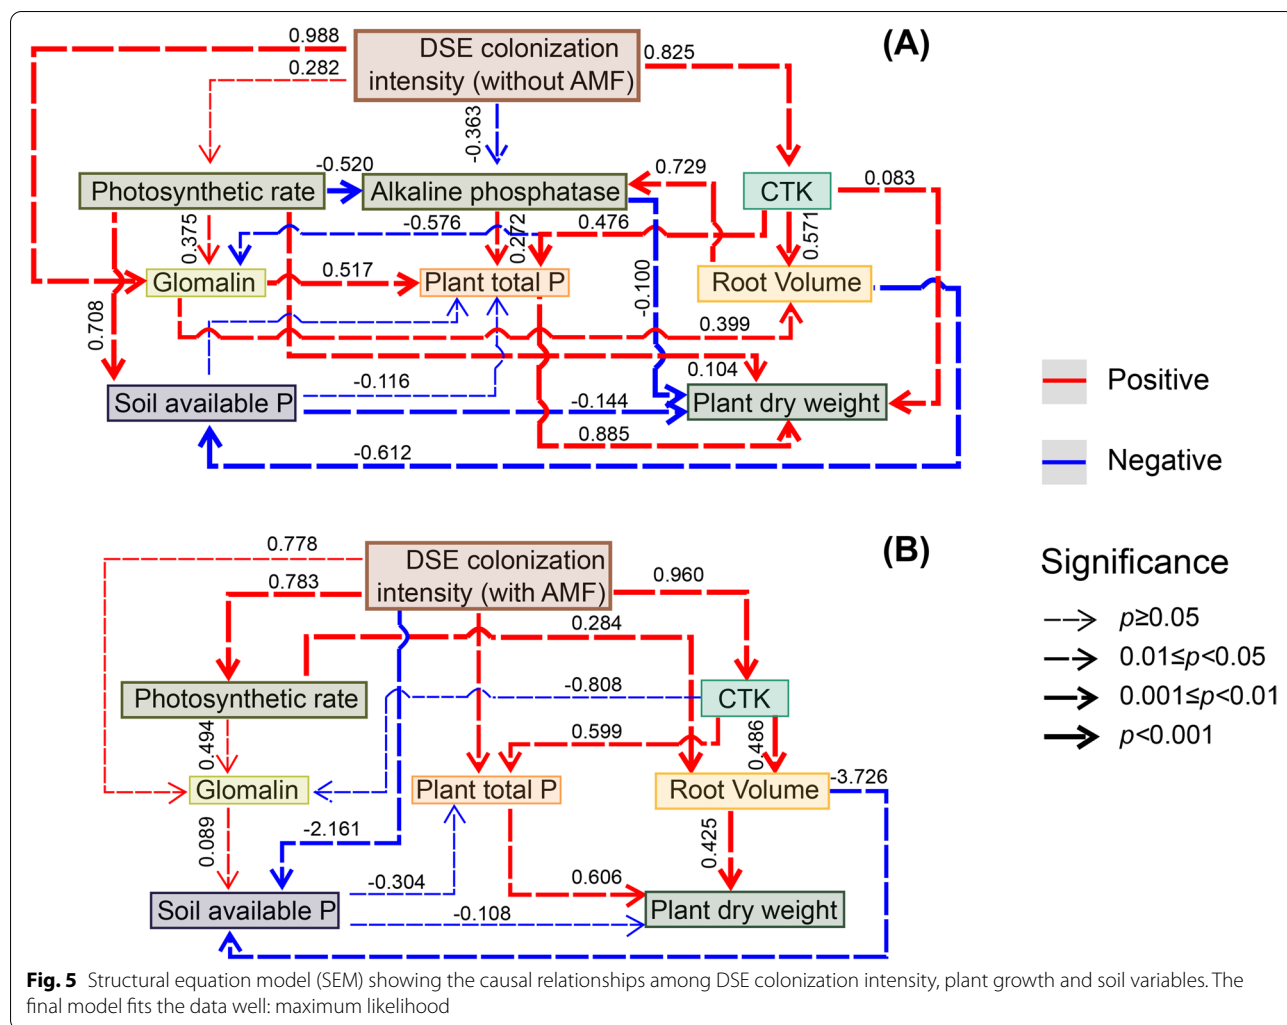 (A)
DSE colonization
intensity (without AMF)
0.988
0.282
0.825
-0.363
Photosynthetic rate
-0.520
Alkaline phosphatase
0.729
CTK
0.083
0.375
-0.576
0.272
0.476
0.571
Glomalin
0.517
Plant total P
-0.100
Root Volume
0.708
0.399
0.104
Soil available P
-0.116
-0.144
Plant dry weight
0.885
-0.612
Positive
Negative
(B)
DSE colonization
intensity (with AMF)
0.778
0.783
0.960
0.284
Photosynthetic rate
-0.808
CTK
0.494
0.599
0.486
Glomalin
Plant total P
Root Volume
-3.726
0.089
-2.161
0.425
-0.304
0.606
Soil available P
-0.108
Plant dry weight
Significance
p≥0.05
0.01≤p<0.05
0.001≤p<0.01
p<0.001
Fig. 5 Structural equation model (SEM) showing the causal relationships among DSE colonization intensity, plant growth and soil variables. The
final model fits the data well: maximum likelihood